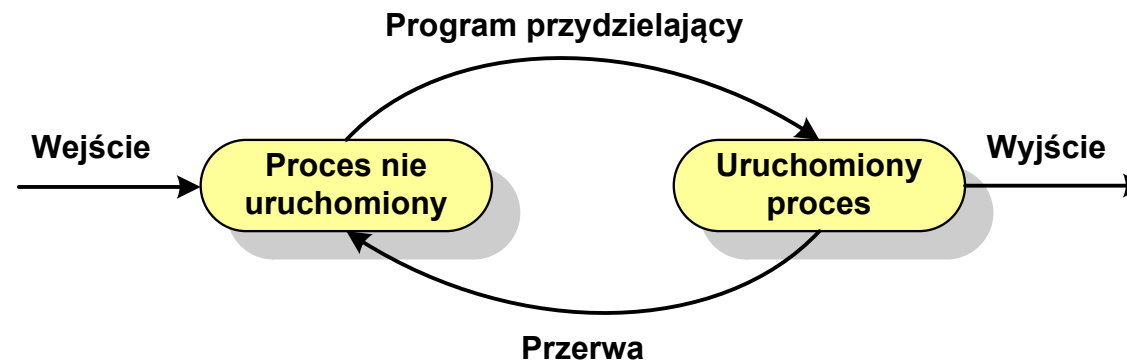 Program przydzielający
Wejście
Proces nie
uruchomiony
Uruchomiony
proces
Wyjście
Przerwa